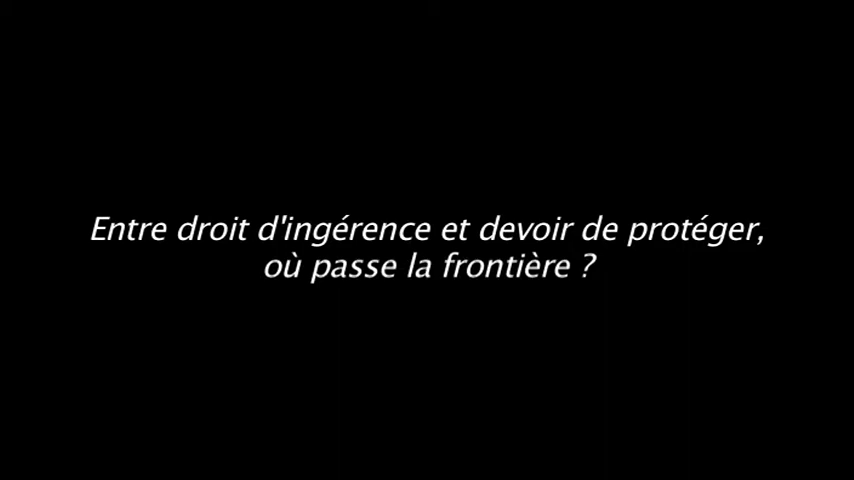 Entre droit d'ingérence et devoir de protéger,
où passe la frontière ?